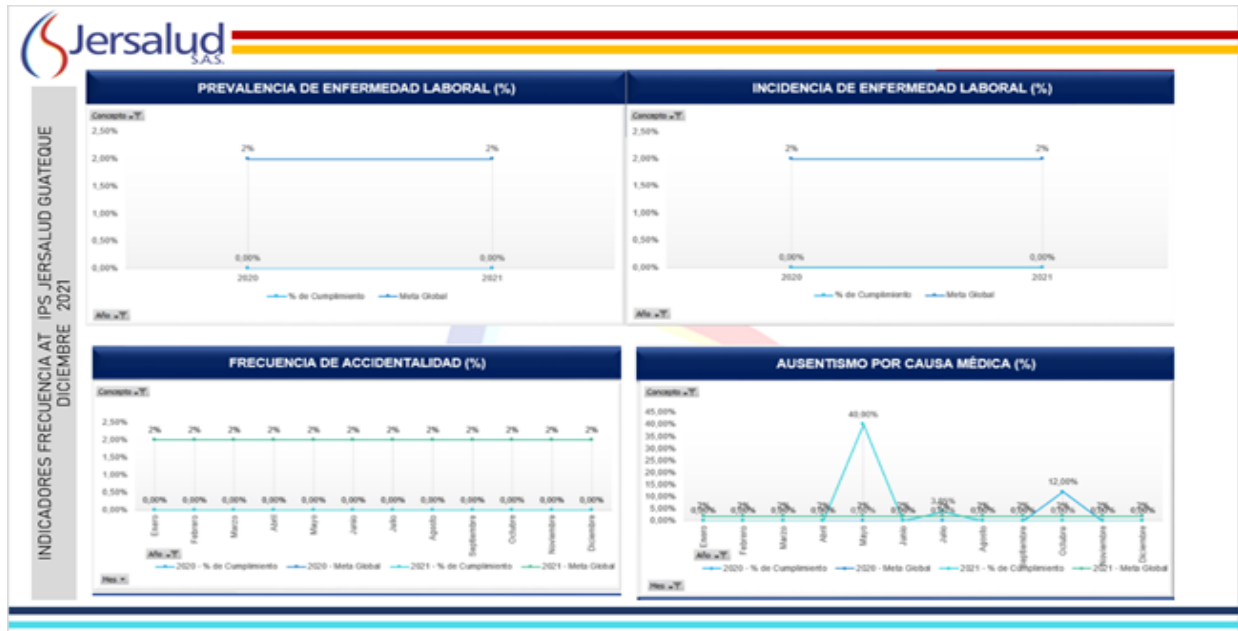 Jersalud
S.A.S.
INDICADORES FRECUENCIA AT IPS JERSALUD GUATEQUE
DICIEMBRE 2021
PREVALENCIA DE ENFERMEDAD LABORAL (%)
Concepto
2,50%
2,00%
1,50%
1,00%
0,50%
0,00%
2% 2%
0,00% 0,00%
2020 2021
% de Cumplimiento Meta Global
Año
INCIDENCIA DE ENFERMEDAD LABORAL (%)
Concepto
2,50%
2,00%
1,50%
1,00%
0,50%
0,00%
2% 2%
0,00% 0,00%
2020 2021
% de Cumplimiento Meta Global
Año
FRECUENCIA DE ACCIDENTALIDAD (%)
Concepto
2,50%
2,00%
1,50%
1,00%
0,50%
0,00%
2% 2% 2% 2% 2% 2% 2% 2% 2% 2% 2% 2%
0,00% 0,00% 0,00% 0,00% 0,00% 0,00% 0,00% 0,00% 0,00% 0,00% 0,00% 0,00%
Enero Febrero Marzo Abril Mayo Junio Julio Agosto Septiembre Octubre Noviembre Diciembre
Año
2020 - % de Cumplimiento 2020 - Meta Global 2021 - % de Cumplimiento 2021 - Meta Global
Mes
AUSENTISMO POR CAUSA MÉDICA (%)
Concepto
45,00%
40,00%
35,00%
30,00%
25,00%
20,00%
15,00%
10,00%
5,00%
0,00%
40,00%
12,00%
Enero Febrero Marzo Abril Mayo Junio Julio Agosto Septiembre Octubre Noviembre Diciembre
Año
2020 - % de Cumplimiento 2020 - Meta Global 2021 - % de Cumplimiento 2021 - Meta Global
Mes